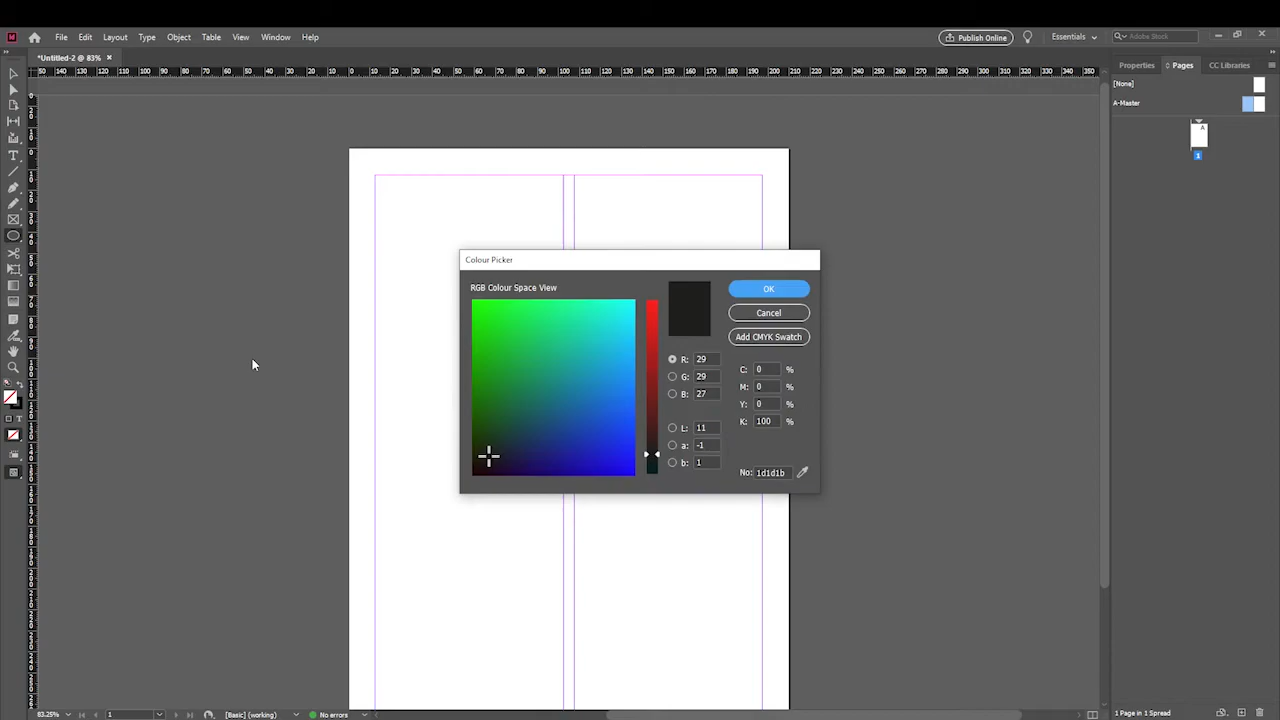 File Edit Layout Type Object Table View Window Help
Publish Online
Essentials
Adobe Stock
*Untitled-2 @ 83% ×
Properties
Pages
CC Libraries
[None]
A-Master
A
1
Colour Picker
RGB Colour Space View
OK
Cancel
Add CMYK Swatch
R: 29
G: 29
B: 27
L: 11
a: -1
b: 1
C: 0 %
M: 0 %
Y: 0 %
K: 100 %
No: 1d1d1b
83.25%
1
[Basic] (working)
No errors
1 Page in 1 Spread